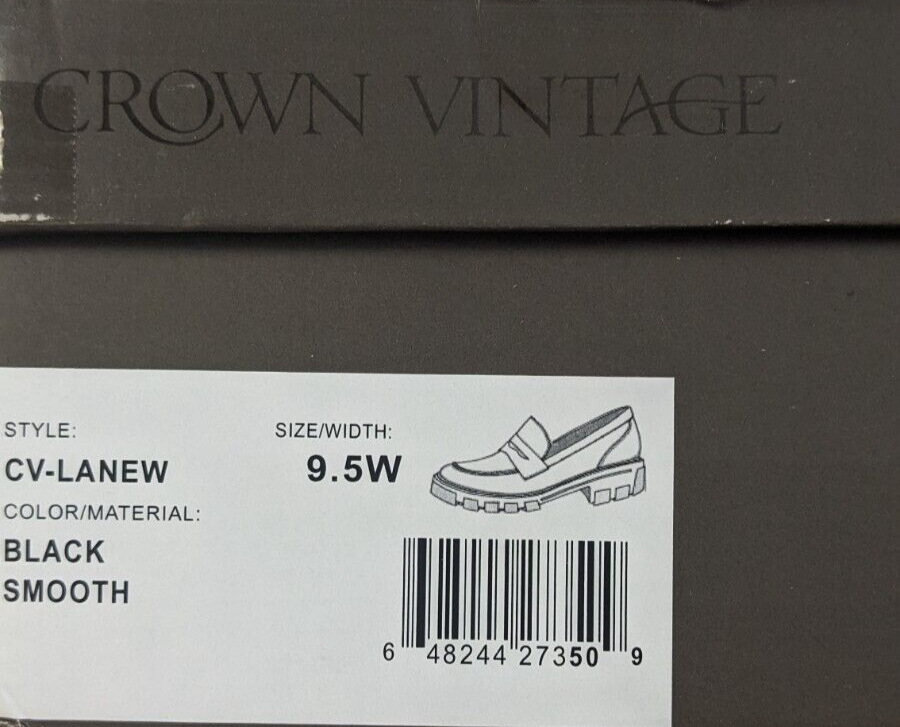 CROWN VINTAGE
STYLE:
CV-LANEW
SIZE/WIDTH:
9.5W
COLOR/MATERIAL:
BLACK
SMOOTH
6 48244 27350 9